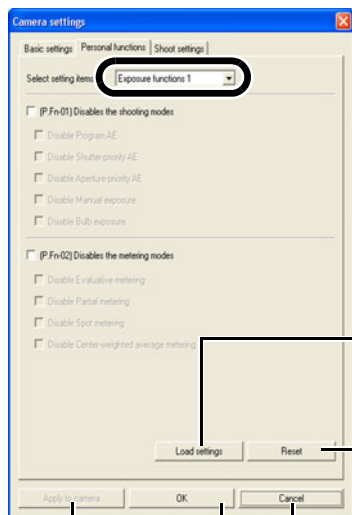 Camera settings
Basic settings Personal functions Shoot settings
Select setting items Exposure functions 1
(P.Fn-01) Disables the shooting modes
Disable Program AE
Disable Shutter-priority AE
Disable Aperture-priority AE
Disable Manual exposure
Disable Bulb exposure
(P.Fn-02) Disables the metering modes
Disable Evaluative metering
Disable Partial metering
Disable Spot metering
Disable Center-weighted average metering
Load settings Reset
Apply to camera OK Cancel